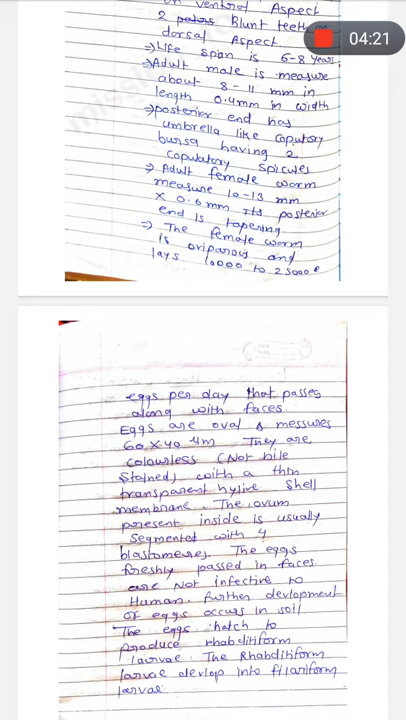 on ventral Aspect
2 Blunt teeth on
dorsal Aspect
04:21
→ Life span is 6-8 years
→ Adult male is measure
about 8-11 mm in
length 0.4mm in width
→ posterior end has
umbrella like copulatory
bursa having 2
copulatory spicules
→ Adult female worm
measure 10-13 mm
x 0.6mm its posterior
end is tapering.
→ The female worm
is oviparous and
lays 10000 to 25000
eggs per day that passes
along with faces.
Eggs are oval & messures
60 x 40 um They are
colourless (Not bile
stained) with a thin
transparent hyline shell
membrane. The ovum
present inside is usually
segmented with 4
blastomeres. The eggs
freshly passed in faces
are Not infective to
Human. further devlopment
of eggs occurs in soil
The eggs hatch to
produce rhabditiform
larvae. The Rhabditiform
larvae devlop into filariform
larvae